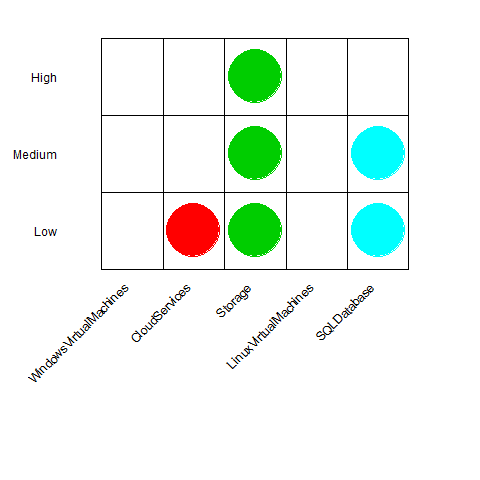 High
Medium
Low
WindowsVirtualMachines
CloudServices
Storage
LinuxVirtualMachines
SQLDatabase